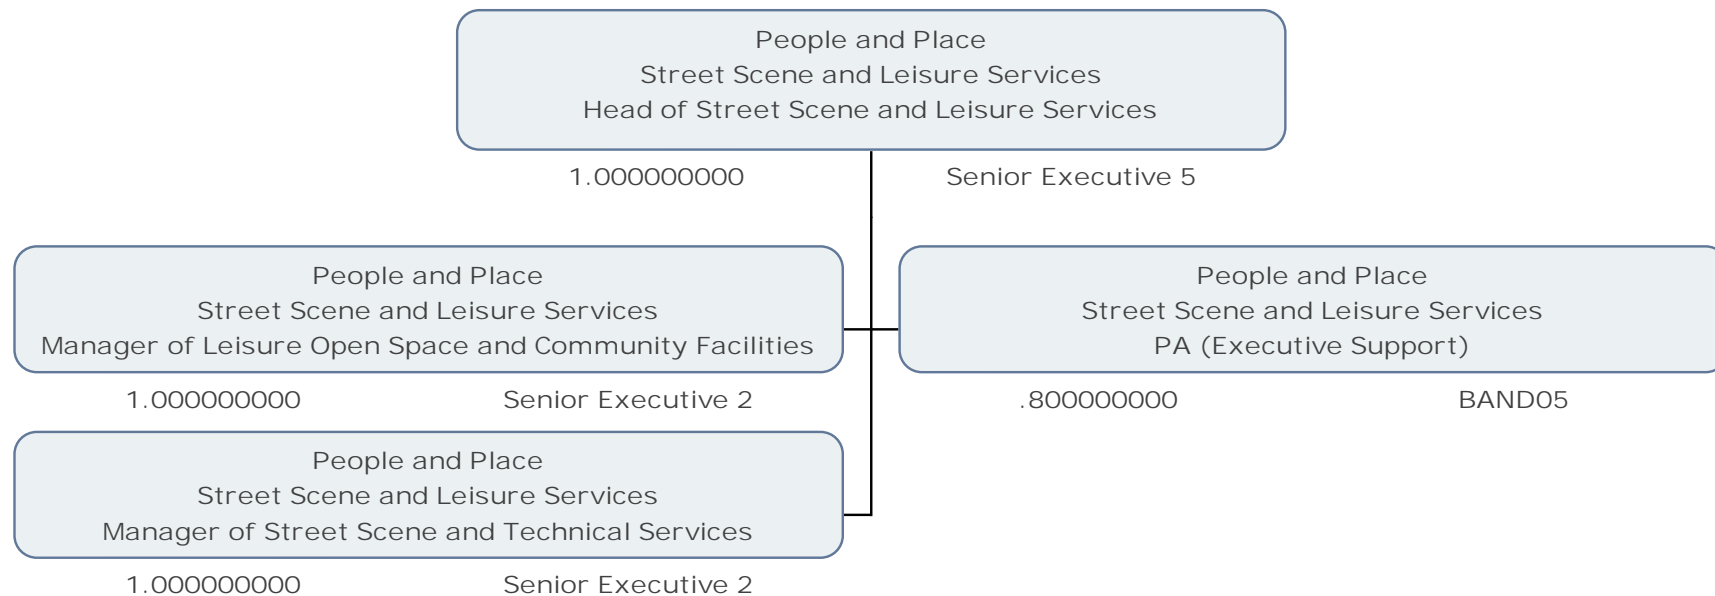 People and Place
Street Scene and Leisure Services
Head of Street Scene and Leisure Services
1.000000000 Senior Executive 5
People and Place
Street Scene and Leisure Services
Manager of Leisure Open Space and Community Facilities
1.000000000 Senior Executive 2
People and Place
Street Scene and Leisure Services
PA (Executive Support)
.800000000 BAND05
People and Place
Street Scene and Leisure Services
Manager of Street Scene and Technical Services
1.000000000 Senior Executive 2